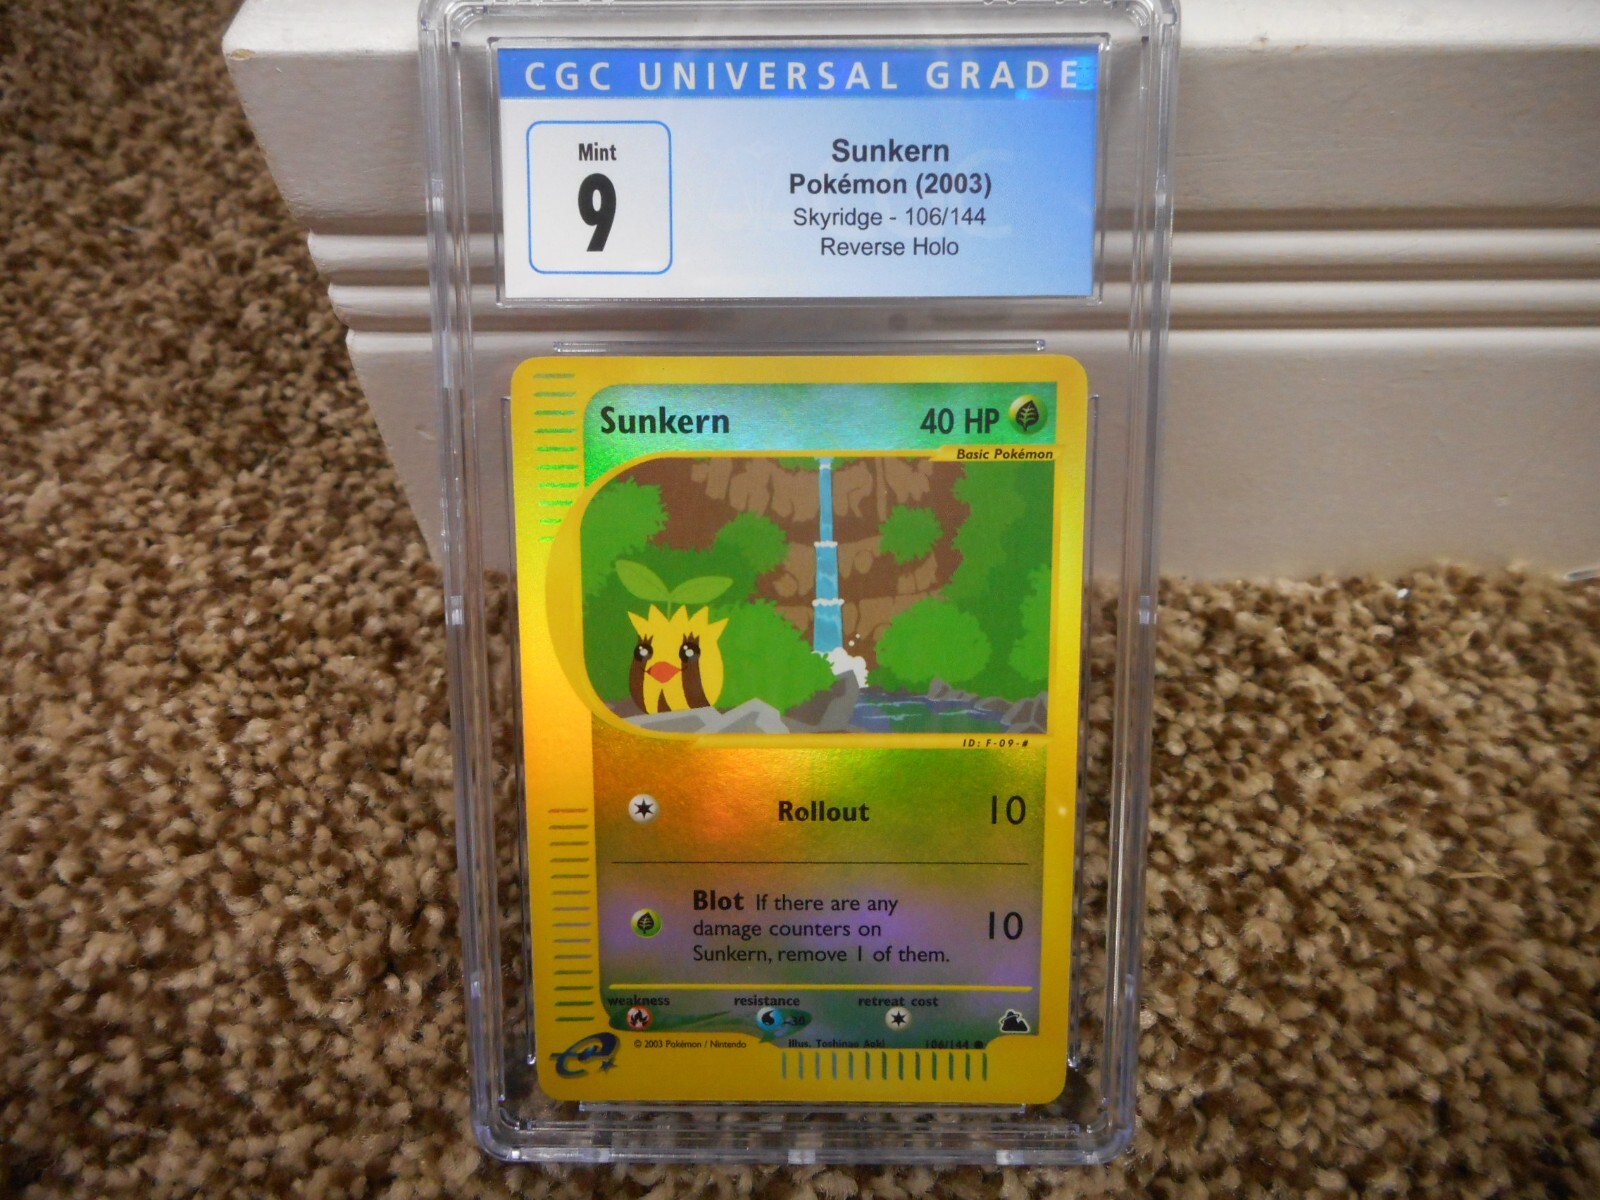 CGC UNIVERSAL GRADE
Mint
9
Sunkern
Pokémon (2003)
Skyridge - 106/144
Reverse Holo
Sunkern
40 HP
Basic Pokémon
ID: F-09-#
Rollout
10
Blot If there are any
damage counters on
Sunkern, remove 1 of them.
10
weakness
resistance
retreat cost
-30
© 2003 Pokémon / Nintendo
Illus. Toshinao Aoki
106/144
e